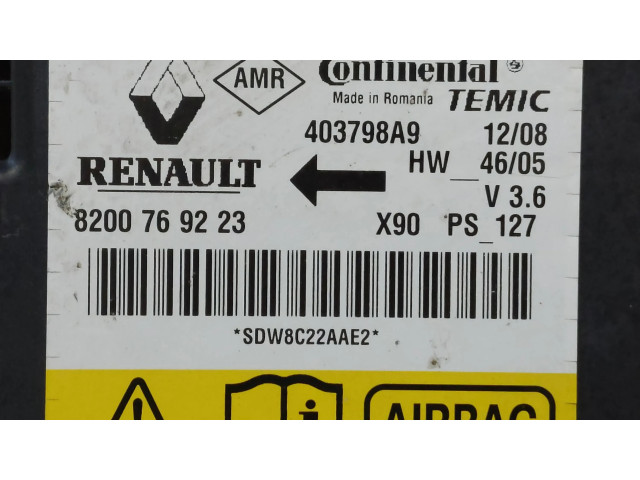 AMR
Continental ®
Made in Romania TEMIC
403798A9 12/08
HW_46/05
RENAULT
V 3.6
8200 76 92 23 X90 PS_127
*SDW8C22AAE2*
i
AIRBAG